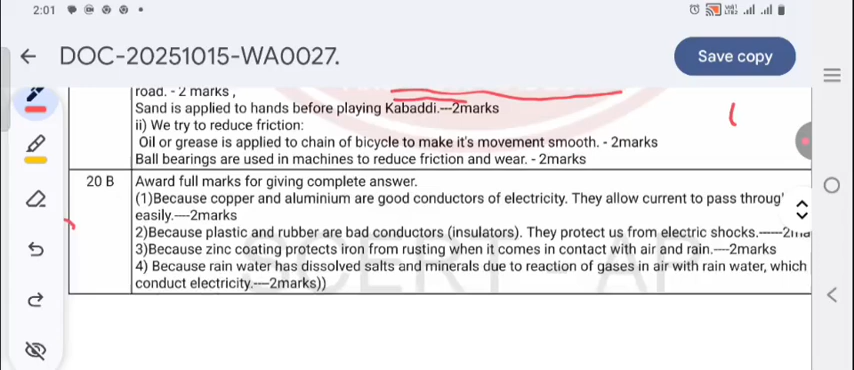 2:01
DOC-20251015-WA0027.
Save copy
road. - 2 marks ,
Sand is applied to hands before playing Kabaddi.---2marks
ii) We try to reduce friction:
Oil or grease is applied to chain of bicycle to make it's movement smooth. - 2marks
Ball bearings are used in machines to reduce friction and wear. - 2marks
20 B
Award full marks for giving complete answer.
(1)Because copper and aluminium are good conductors of electricity. They allow current to pass throug
easily.---2marks
2)Because plastic and rubber are bad conductors (insulators). They protect us from electric shocks.-----2ma
3)Because zinc coating protects iron from rusting when it comes in contact with air and rain.----2marks
4) Because rain water has dissolved salts and minerals due to reaction of gases in air with rain water, which
conduct electricity.---2marks))
SCERT - AP